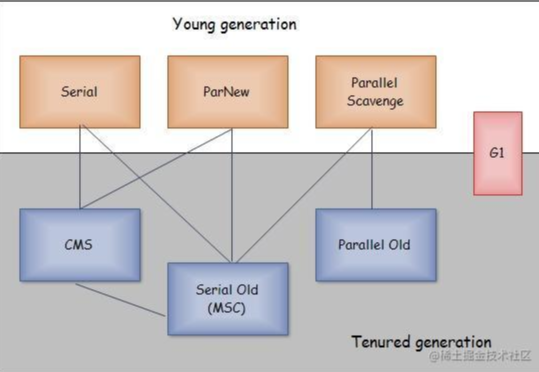 Young generation
Serial
ParNew
Parallel
Scavenge
G1
CMS
Serial Old
(MSC)
Parallel Old
Tenured generation
@稀土掘金技术社区